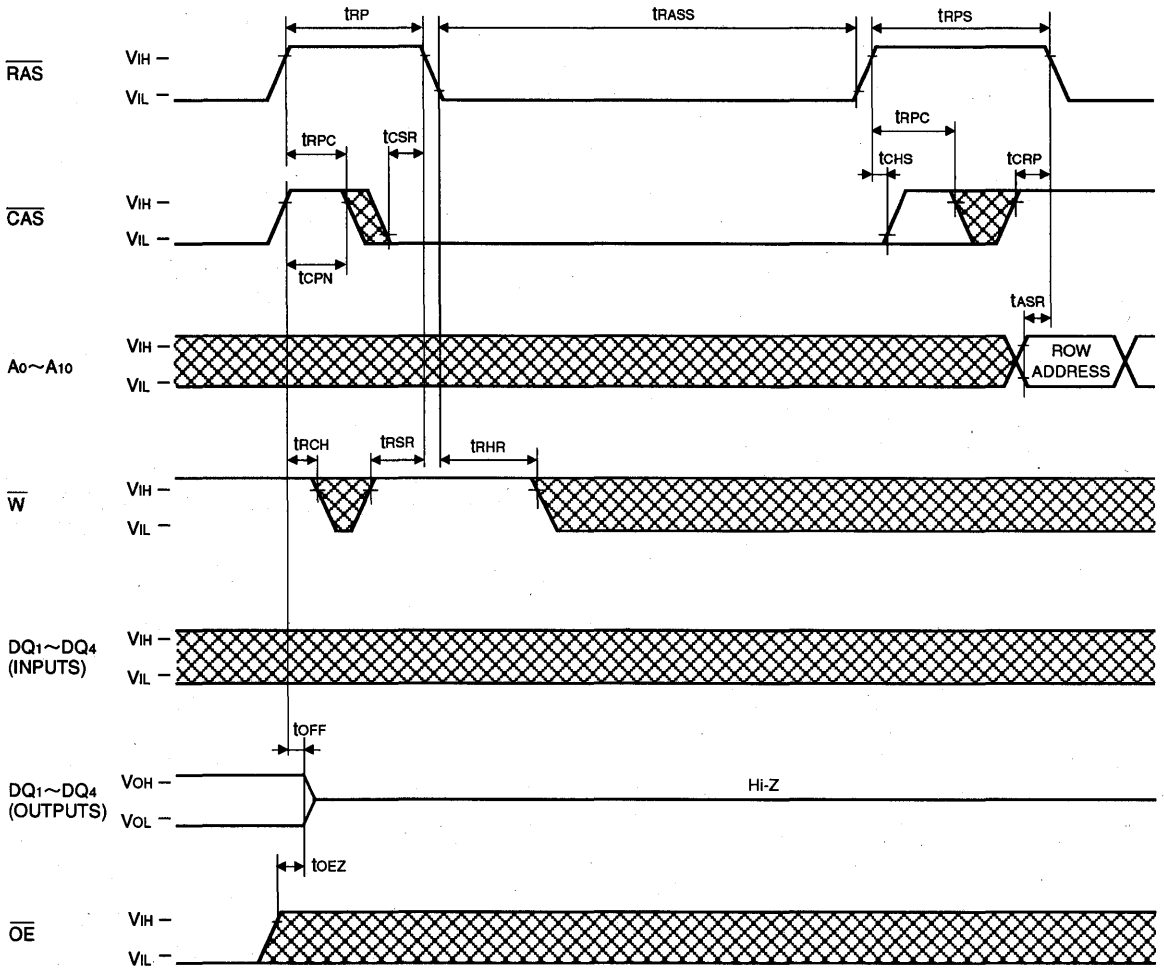 tRP tRASS tRPS
RAS VIH
VIL
tRPC tCSR tRPC tCHS tCRP
CAS VIH
VIL
tCPN
tASR
A0~A10 VIH
VIL
ROW
ADDRESS
tRCH tRSR tRHR
W VIH
VIL
DQ1~DQ4
(INPUTS)
VIH
VIL
tOFF
DQ1~DQ4
(OUTPUTS)
VOH
VOL
Hi-Z
tOEZ
OE VIH
VIL